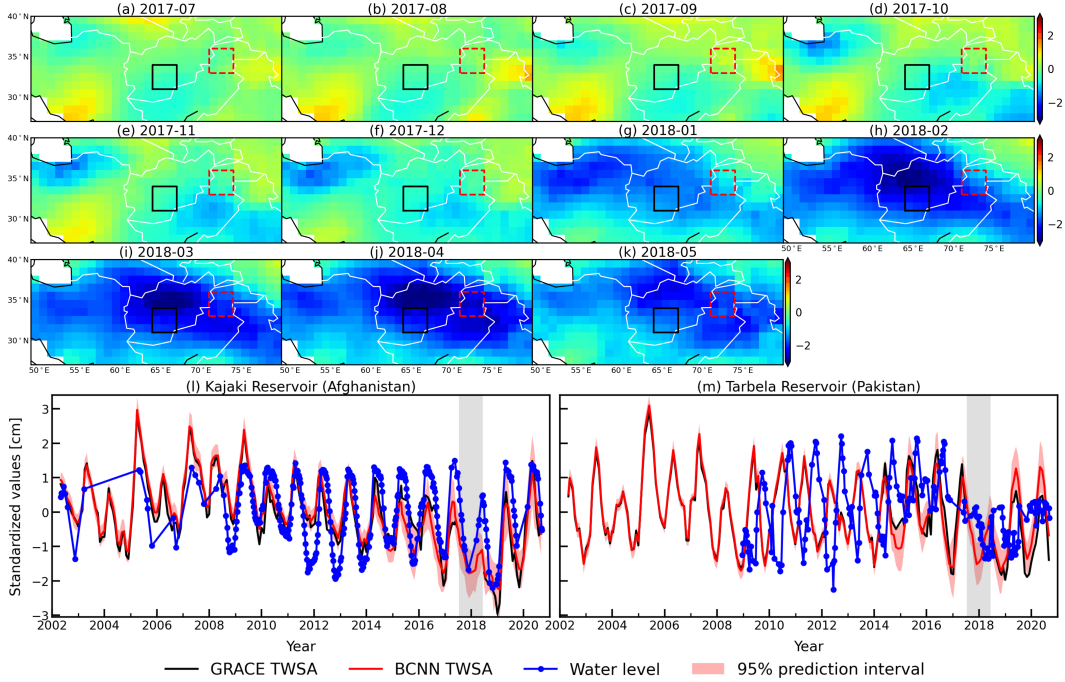 (a) 2017-07 (b) 2017-08 (c) 2017-09 (d) 2017-10
40°N
35°N
30°N
2
0
−2
(e) 2017-11 (f) 2017-12 (g) 2018-01 (h) 2018-02
40°N
35°N
30°N
2
0
−2
50°E 55°E 60°E 65°E 70°E 75°E
(i) 2018-03 (j) 2018-04 (k) 2018-05
40°N
35°N
30°N
2
0
−2
50°E 55°E 60°E 65°E 70°E 75°E 50°E 55°E 60°E 65°E 70°E 75°E 50°E 55°E 60°E 65°E 70°E 75°E
(l) Kajaki Reservoir (Afghanistan) (m) Tarbela Reservoir (Pakistan)
Standardized values [cm]
3
2
1
0
−1
−2
−3
2002 2004 2006 2008 2010 2012 2014 2016 2018 2020 2002 2004 2006 2008 2010 2012 2014 2016 2018 2020
Year Year
GRACE TWSA BCNN TWSA Water level 95% prediction interval